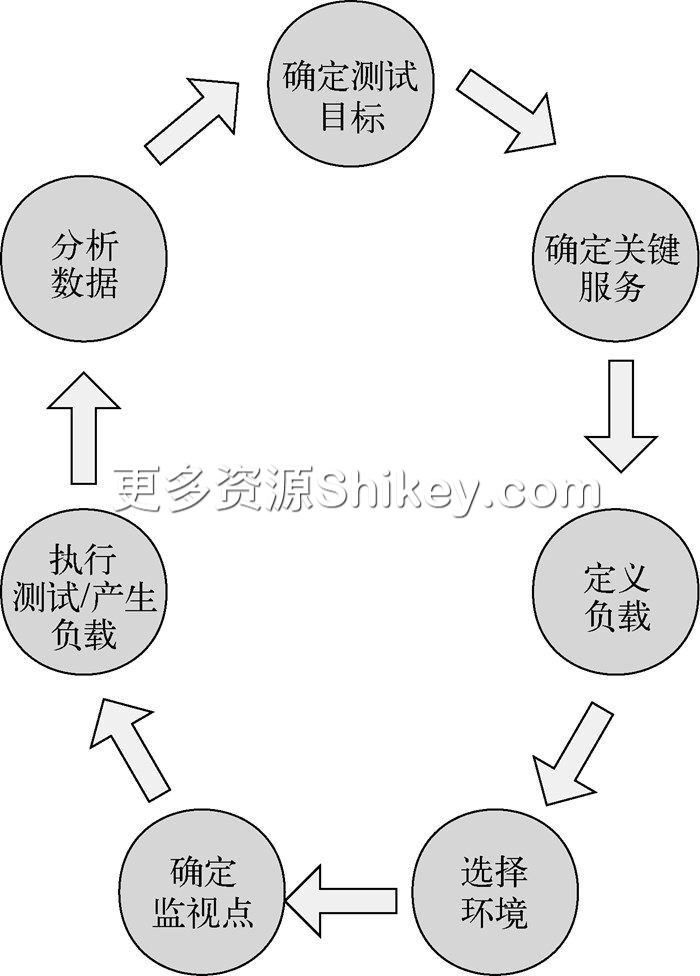 确定测试
目标
确定关键
服务
定义
负载
选择
环境
确定
监视点
执行
测试/产生
负载
分析
数据
更多资源Shikey.com